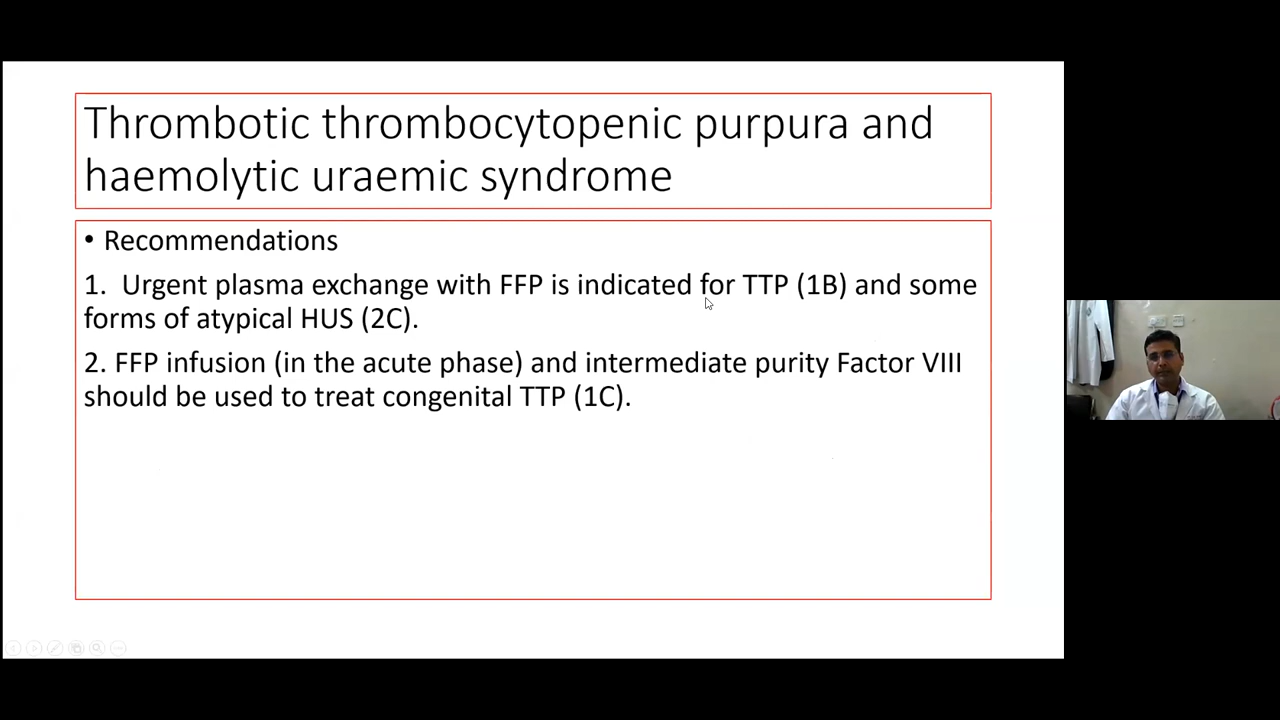 Thrombotic thrombocytopenic purpura and
haemolytic uraemic syndrome
• Recommendations
1.  Urgent plasma exchange with FFP is indicated for TTP (1B) and some
forms of atypical HUS (2C).
2. FFP infusion (in the acute phase) and intermediate purity Factor VIII
should be used to treat congenital TTP (1C).